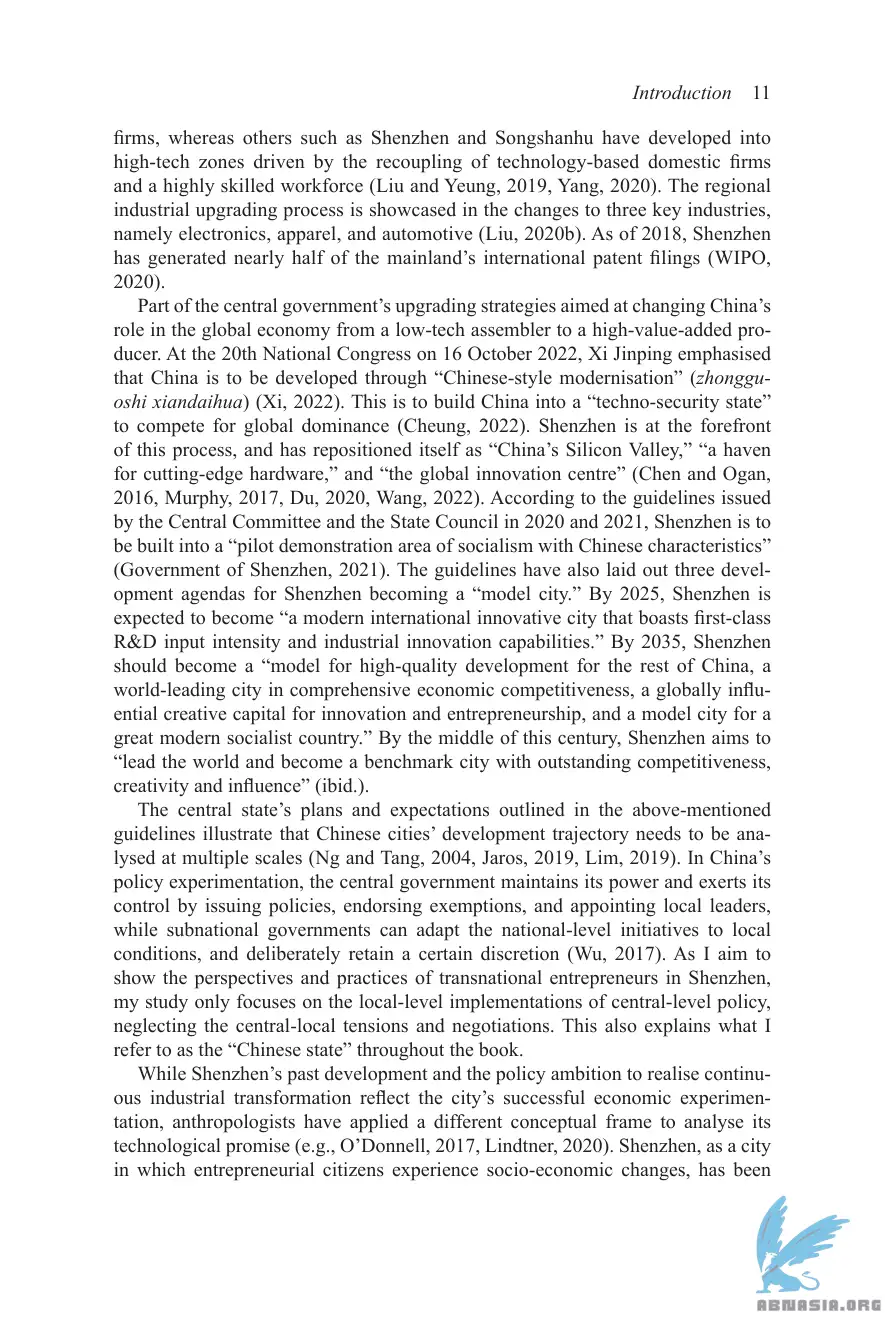 Introduction 11
firms, whereas others such as Shenzhen and Songshanhu have developed into
high-tech zones driven by the recoupling of technology-based domestic firms
and a highly skilled workforce (Liu and Yeung, 2019, Yang, 2020). The regional
industrial upgrading process is showcased in the changes to three key industries,
namely electronics, apparel, and automotive (Liu, 2020b). As of 2018, Shenzhen
has generated nearly half of the mainland’s international patent filings (WIPO,
2020).
Part of the central government’s upgrading strategies aimed at changing China’s
role in the global economy from a low-tech assembler to a high-value-added pro-
ducer. At the 20th National Congress on 16 October 2022, Xi Jinping emphasised
that China is to be developed through “Chinese-style modernisation” (zhonggu-
oshi xiandaihua) (Xi, 2022). This is to build China into a “techno-security state”
to compete for global dominance (Cheung, 2022). Shenzhen is at the forefront
of this process, and has repositioned itself as “China’s Silicon Valley,” “a haven
for cutting-edge hardware,” and “the global innovation centre” (Chen and Ogan,
2016, Murphy, 2017, Du, 2020, Wang, 2022). According to the guidelines issued
by the Central Committee and the State Council in 2020 and 2021, Shenzhen is to
be built into a “pilot demonstration area of socialism with Chinese characteristics”
(Government of Shenzhen, 2021). The guidelines have also laid out three devel-
opment agendas for Shenzhen becoming a “model city.” By 2025, Shenzhen is
expected to become “a modern international innovative city that boasts first-class
R&D input intensity and industrial innovation capabilities.” By 2035, Shenzhen
should become a “model for high-quality development for the rest of China, a
world-leading city in comprehensive economic competitiveness, a globally influ-
ential creative capital for innovation and entrepreneurship, and a model city for a
great modern socialist country.” By the middle of this century, Shenzhen aims to
“lead the world and become a benchmark city with outstanding competitiveness,
creativity and influence” (ibid.).
The central state’s plans and expectations outlined in the above-mentioned
guidelines illustrate that Chinese cities’ development trajectory needs to be ana-
lysed at multiple scales (Ng and Tang, 2004, Jaros, 2019, Lim, 2019). In China’s
policy experimentation, the central government maintains its power and exerts its
control by issuing policies, endorsing exemptions, and appointing local leaders,
while subnational governments can adapt the national-level initiatives to local
conditions, and deliberately retain a certain discretion (Wu, 2017). As I aim to
show the perspectives and practices of transnational entrepreneurs in Shenzhen,
my study only focuses on the local-level implementations of central-level policy,
neglecting the central-local tensions and negotiations. This also explains what I
refer to as the “Chinese state” throughout the book.
While Shenzhen’s past development and the policy ambition to realise continu-
ous industrial transformation reflect the city’s successful economic experimen-
tation, anthropologists have applied a different conceptual frame to analyse its
technological promise (e.g., O’Donnell, 2017, Lindtner, 2020). Shenzhen, as a city
in which entrepreneurial citizens experience socio-economic changes, has been
ABNASIA.ORG